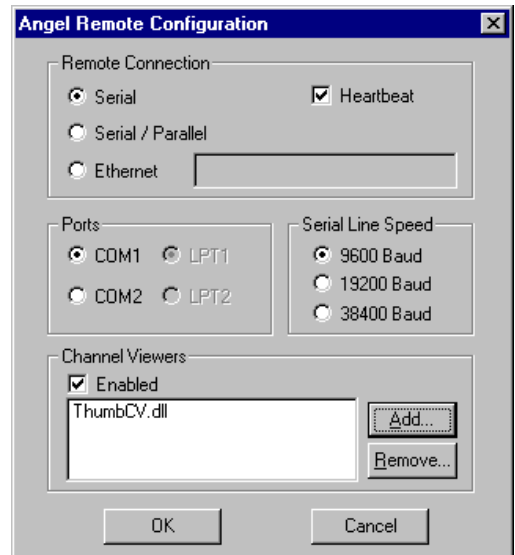 Angel Remote Configuration
Remote Connection
Serial
Heartbeat
Serial / Parallel
Ethernet
Ports
COM1
LPT1
COM2
LPT2
Serial Line Speed
9600 Baud
19200 Baud
38400 Baud
Channel Viewers
Enabled
ThumbCV.dll
Add...
Remove...
OK
Cancel